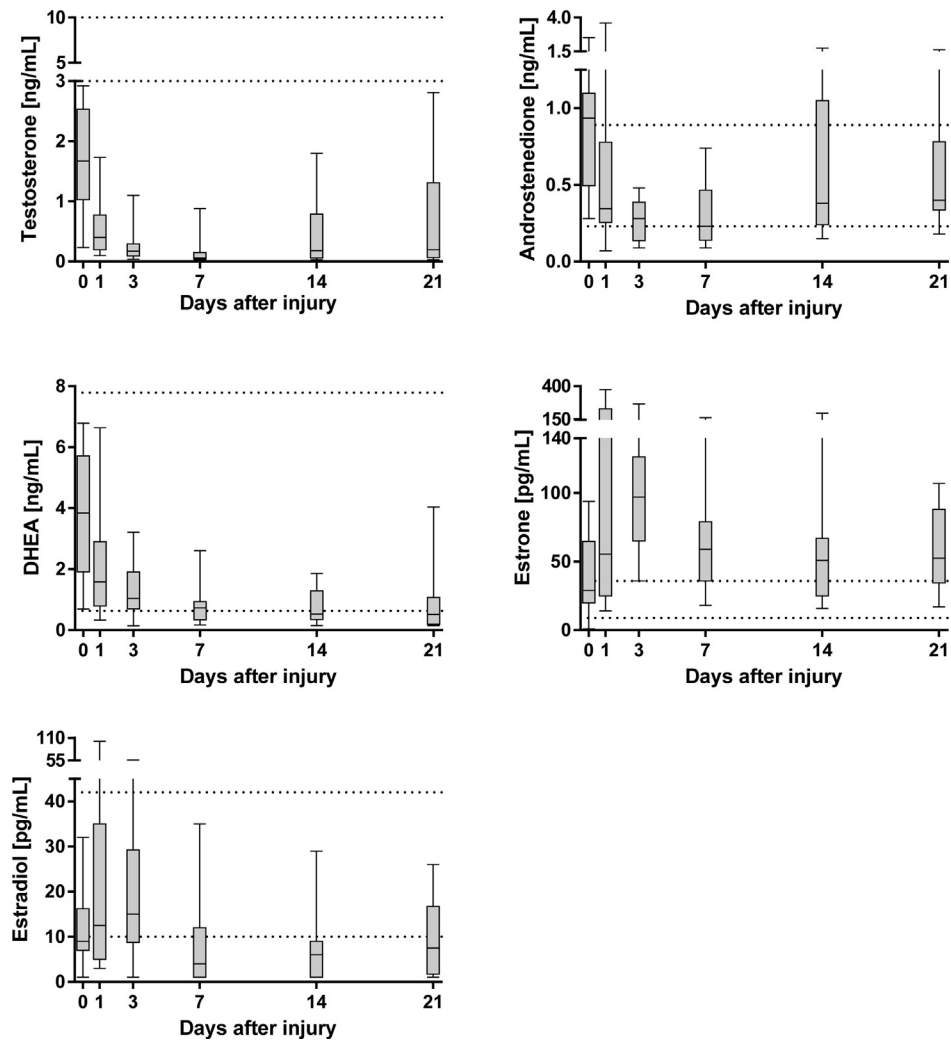 Testosterone [ng/mL]
10
5
3
2
1
0
0 1 3 7 14 21
Days after injury
Androstenedione [ng/mL]
4.0
1.5
1.0
0.5
0.0
0 1 3 7 14 21
Days after injury
DHEA [ng/mL]
8
6
4
2
0
0 1 3 7 14 21
Days after injury
Estrone [pg/mL]
400
150
140
100
50
0
0 1 3 7 14 21
Days after injury
Estradiol [pg/mL]
110
55
40
30
20
10
0
0 1 3 7 14 21
Days after injury